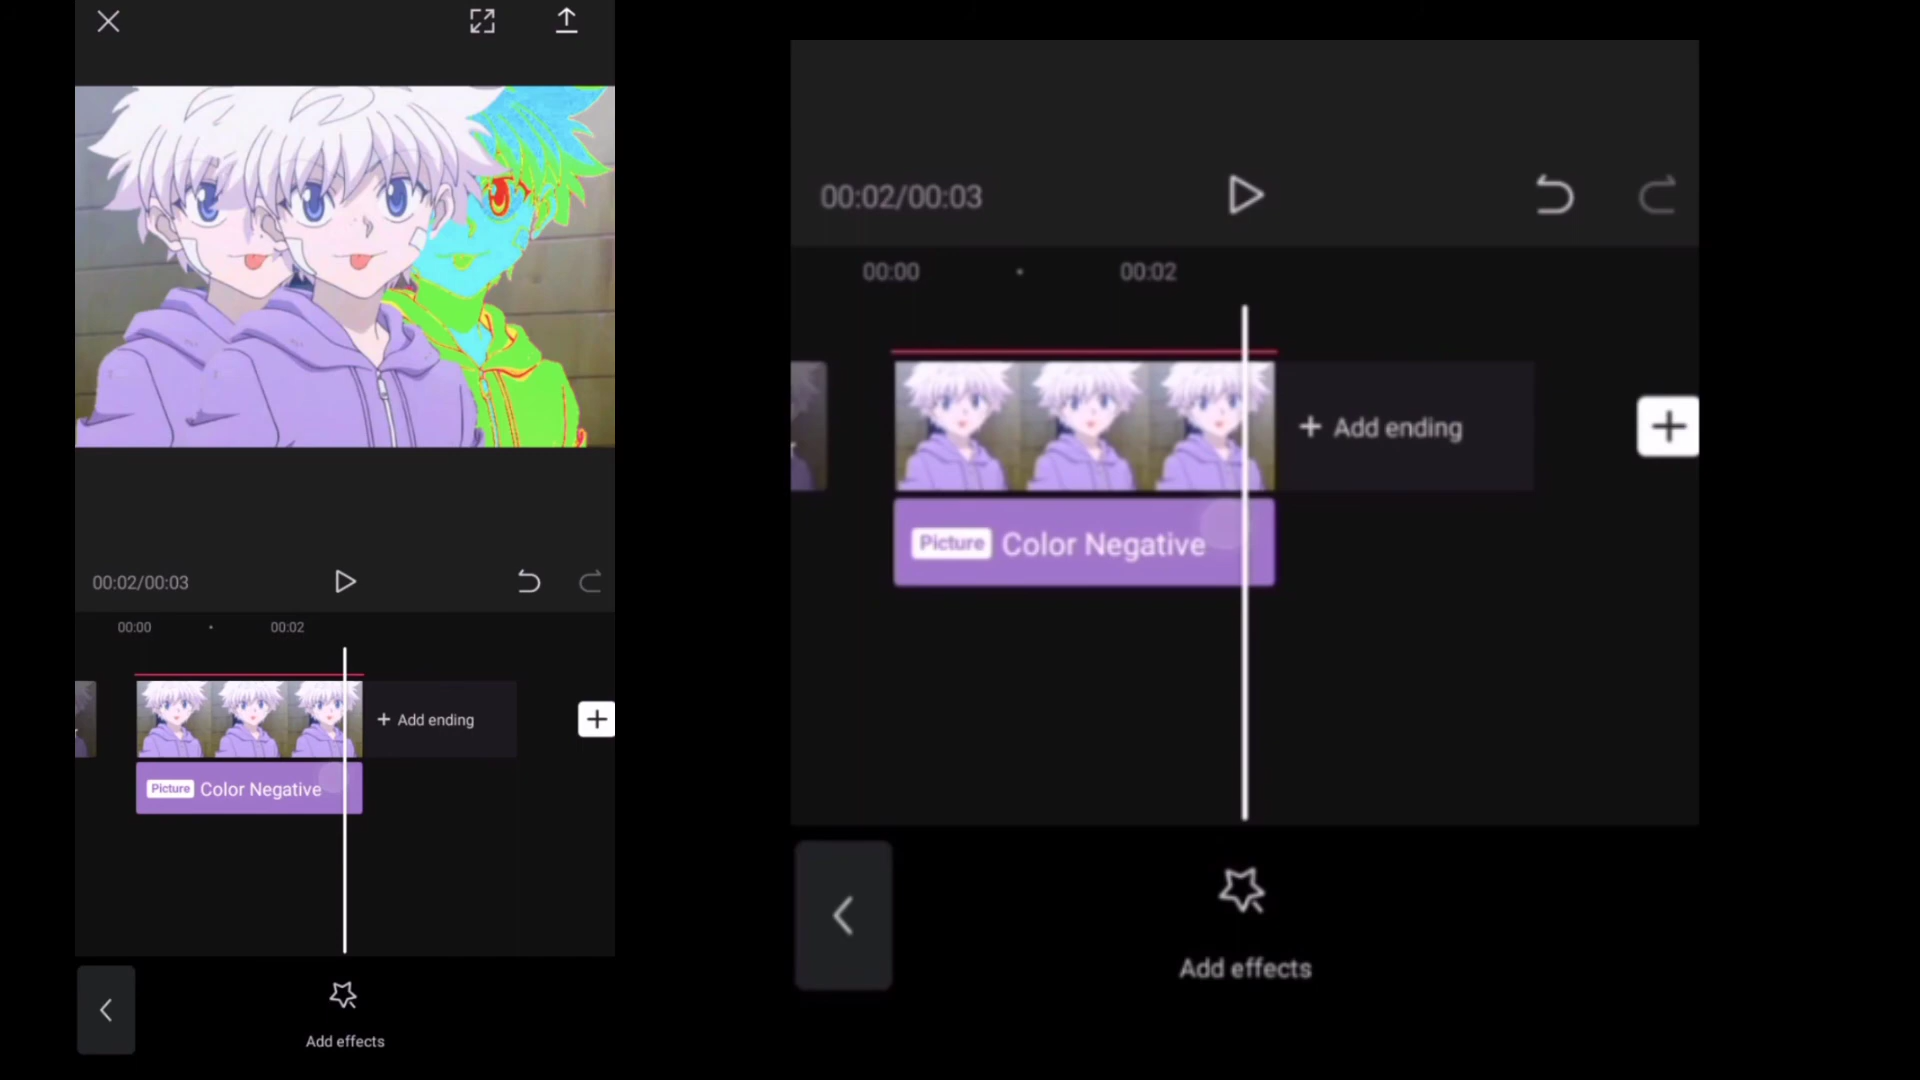 00:02/00:03
00:00
00:02
+ Add ending
Picture Color Negative
Add effects
00:02/00:03
00:00
00:02
+ Add ending
Picture Color Negative
Add effects